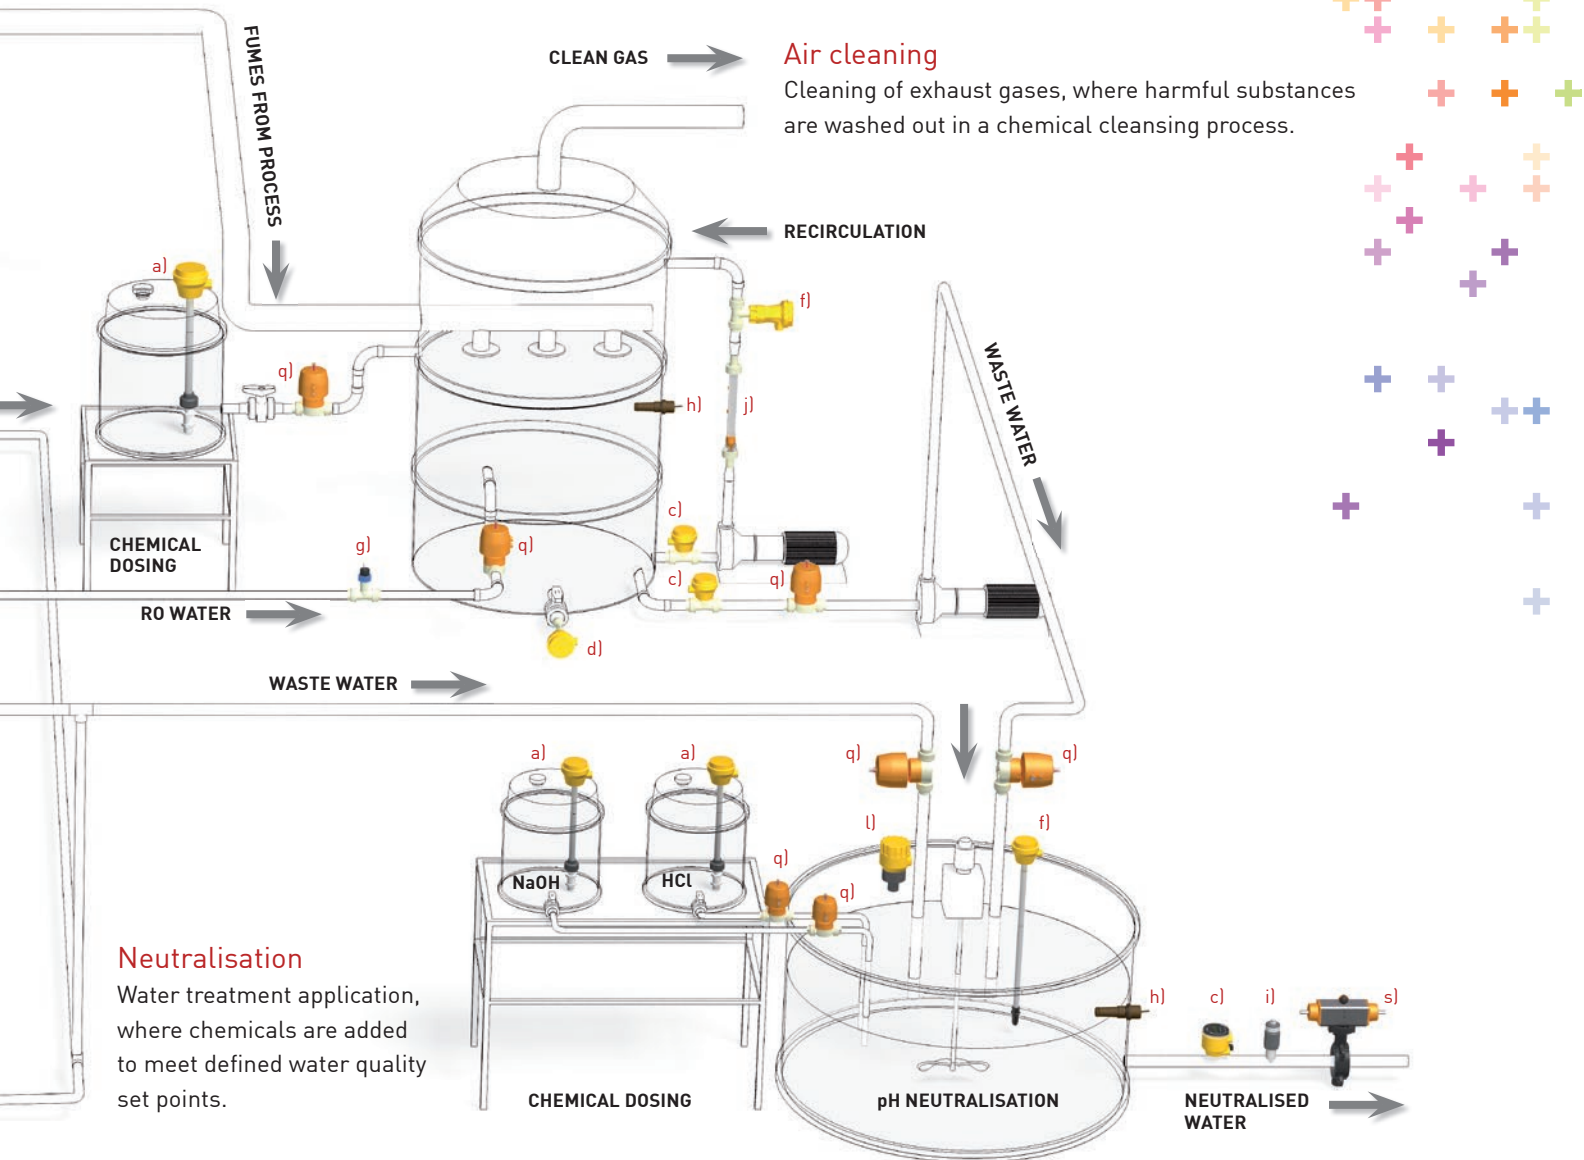 FUMES FROM PROCESS
CLEAN GAS
Air cleaning
Cleaning of exhaust gases, where harmful substances
are washed out in a chemical cleansing process.
RECIRCULATION
a)
f)
q)
h)
j)
WASTE WATER
c)
g)
q)
CHEMICAL
DOSING
c)
q)
RO WATER
d)
WASTE WATER
a)
a)
q)
q)
l)
f)
q)
NaOH
HCl
q)
Neutralisation
Water treatment application,
where chemicals are added
to meet defined water quality
set points.
h)
c)
i)
s)
CHEMICAL DOSING
pH NEUTRALISATION
NEUTRALISED
WATER